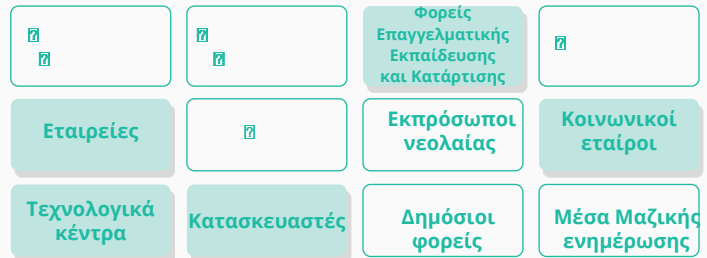 Φορείς
Επαγγελματικής
Εκπαίδευσης
και Κατάρτισης
Εταιρείες
Εκπρόσωποι
νεολαίας
Κοινωνικοί
εταίροι
Τεχνολογικά
κέντρα
Κατασκευαστές
Δημόσιοι
φορείς
Μέσα Μαζικής
ενημέρωσης